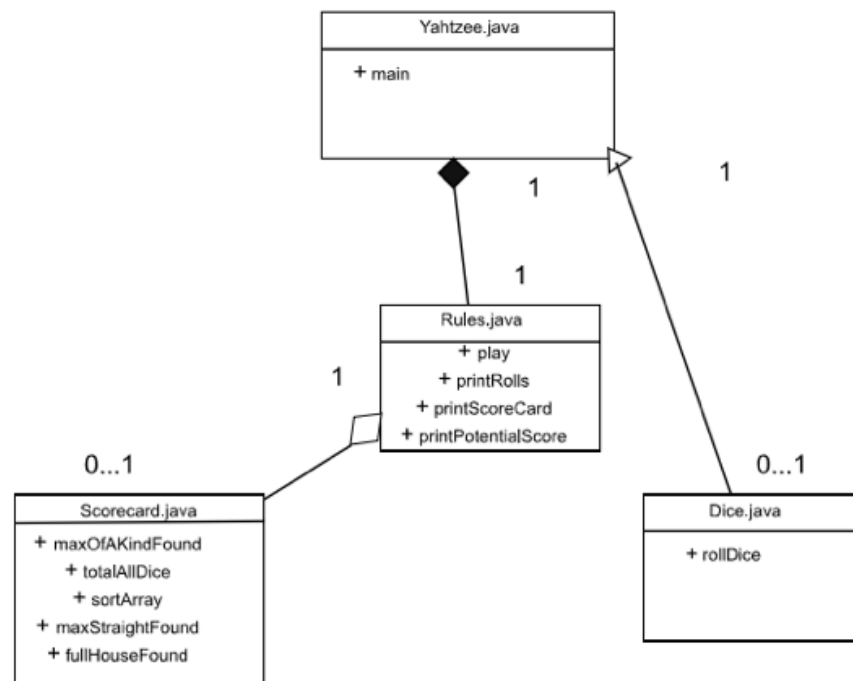 Yahtzee.java
+ main
1
1
1
Rules.java
+ play
+ printRolls
+ printScoreCard
+ printPotentialScore
1
0...1
Scorecard.java
+ maxOfAKindFound
+ totalAllDice
+ sortArray
+ maxStraightFound
+ fullHouseFound
0...1
Dice.java
+ rollDice